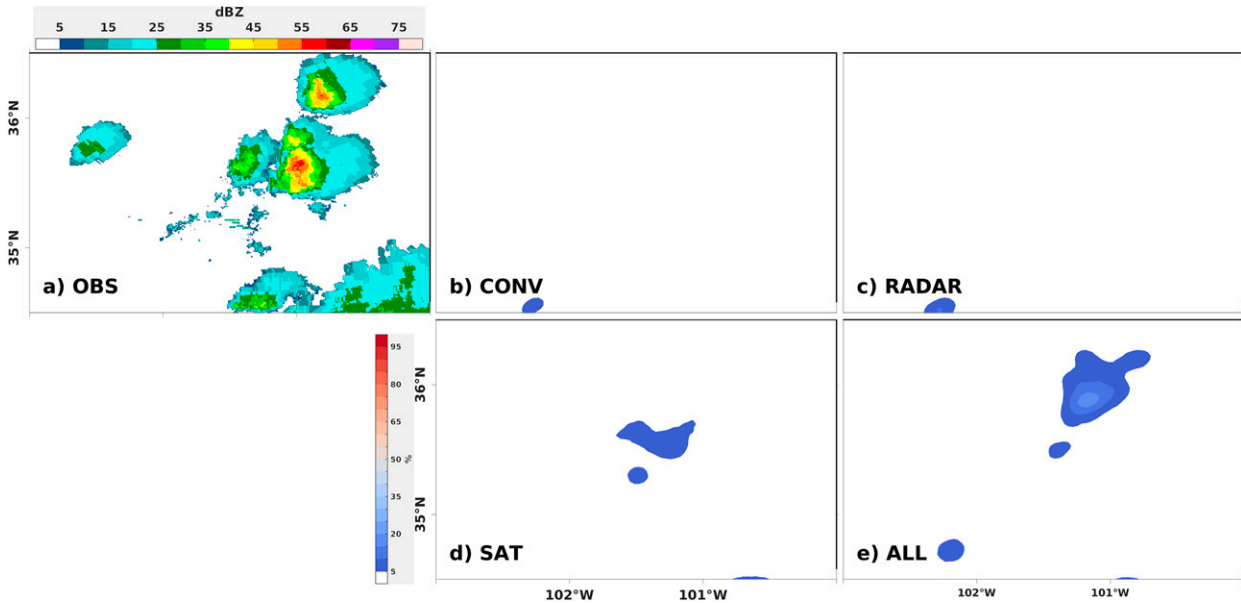 dBZ
5 15 25 35 45 55 65 75
36°N
35°N
a) OBS
b) CONV
c) RADAR
95
80
65
50
35
20
5
%
36°N
35°N
d) SAT
e) ALL
102°W 101°W
102°W 101°W